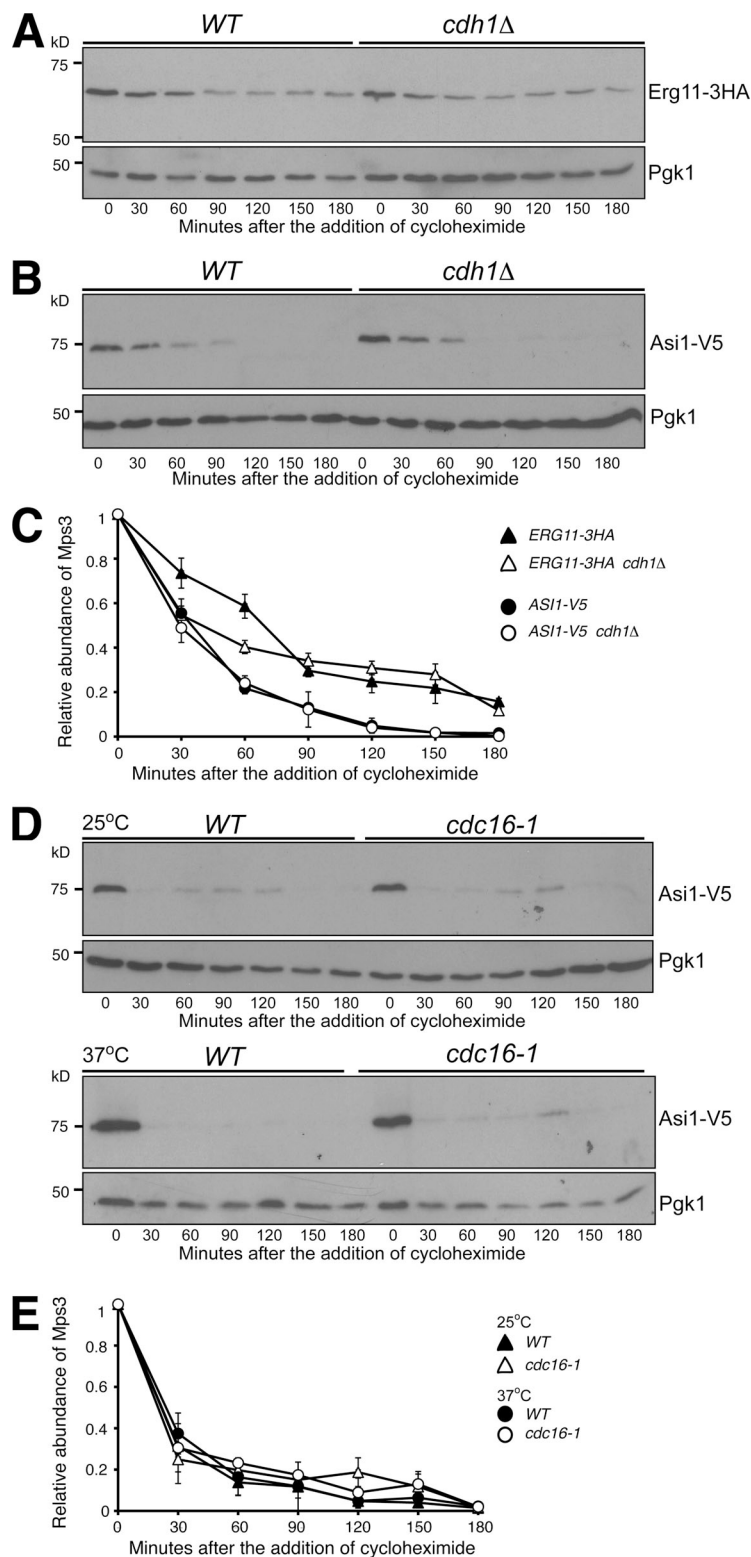 A
WT cdh1Δ
kD
75
Erg11-3HA
50
50
Pgk1
0 30 60 90 120 150 180 0 30 60 90 120 150 180
Minutes after the addition of cycloheximide
B
WT cdh1Δ
kD
75
Asi1-V5
50
Pgk1
0 30 60 90 120 150 180 0 30 60 90 120 150 180
Minutes after the addition of cycloheximide
C
Relative abundance of Mps3
1
0.8
0.6
0.4
0.2
0
0 30 60 90 120 150 180
Minutes after the addition of cycloheximide
ERG11-3HA
ERG11-3HA cdh1Δ
ASI1-V5
ASI1-V5 cdh1Δ
D
25°C WT cdc16-1
kD
75
Asi1-V5
50
Pgk1
0 30 60 90 120 150 180 0 30 60 90 120 150 180
Minutes after the addition of cycloheximide
37°C WT cdc16-1
kD
75
Asi1-V5
50
Pgk1
0 30 60 90 120 150 180 0 30 60 90 120 150 180
Minutes after the addition of cycloheximide
E
Relative abundance of Mps3
1
0.8
0.6
0.4
0.2
0
0 30 60 90 120 150 180
Minutes after the addition of cycloheximide
25°C
WT
cdc16-1
37°C
WT
cdc16-1